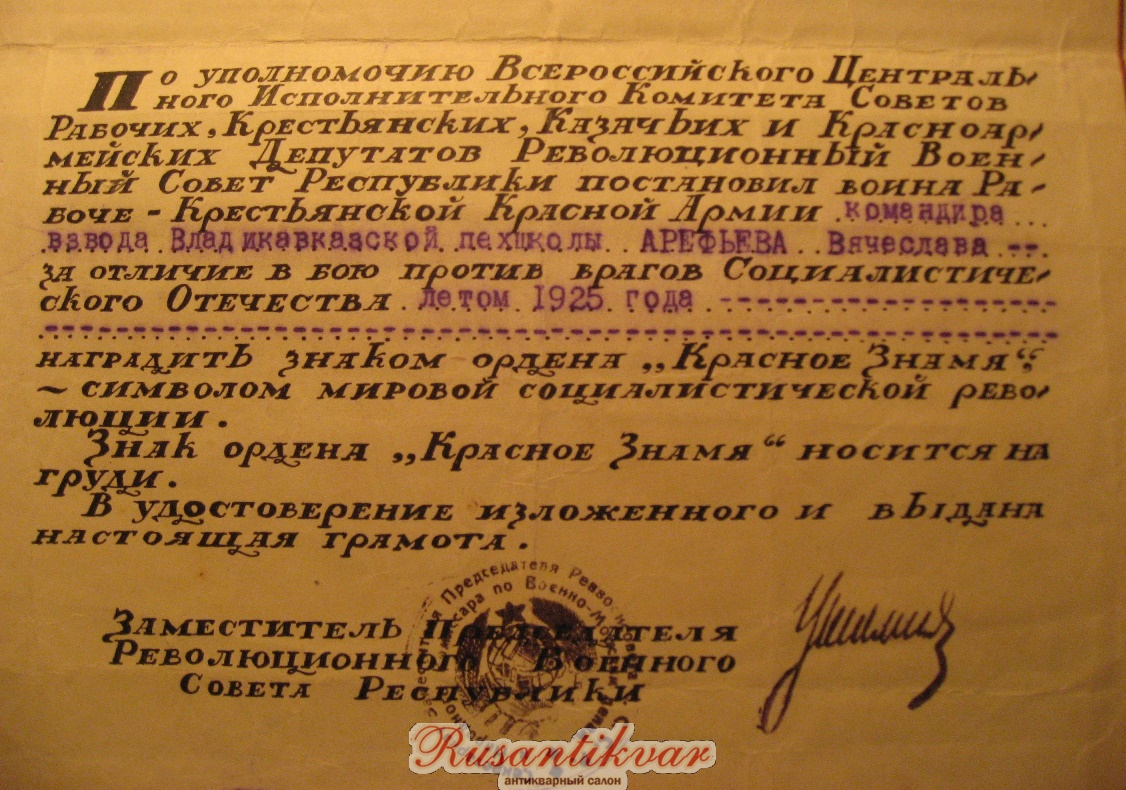 По уполномочию Всероссийского Централь-
ного Исполнительного Комитета Советов
Рабочих, Крестьянских, Казачьих и Красноар-
мейских Депутатов Революционный Воен-
ный Совет Республики постановил воина Ра-
боче - Крестьянской Красной Армии командира
взвода Владикавказской пехшколы АРЕФЬЕВА Вячеслава --
за отличие в бою против врагов Социалистиче-
ского Отечества летом 1925 года
наградить знаком ордена „Красное Знамя“,
~ символом мировой социалистической рево-
люции.
Знак ордена „Красное Знамя“ носится на
груди.
В удостоверение изложенного и выдана
настоящая грамота.
Председателя
по Военно-
Заместитель Председателя
Революционного Военного
Совета Республики
Rusantikvar
антикварный салон